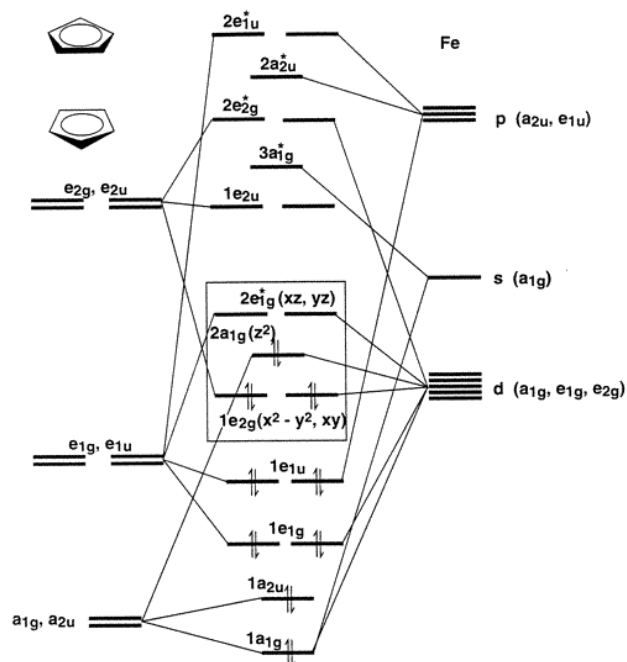 2e*1u
Fe
2a*2u
2e*2g
p (a2u, e1u)
3a*1g
e2g, e2u
1e2u
s (a1g)
2e*1g (xz, yz)
2a1g (z²)
d (a1g, e1g, e2g)
1e2g (x² - y², xy)
e1g, e1u
1e1u
1e1g
1a2u
a1g, a2u
1a1g